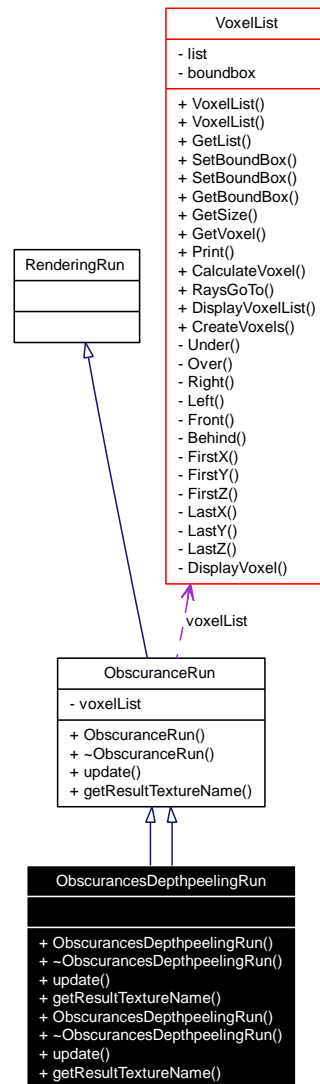 VoxelList
- list
- boundbox
+ VoxelList()
+ VoxelList()
+ GetList()
+ SetBoundBox()
+ SetBoundBox()
+ GetBoundBox()
+ GetSize()
+ GetVoxel()
+ Print()
+ CalculateVoxel()
+ RaysGoTo()
+ DisplayVoxelList()
+ CreateVoxels()
- Under()
- Over()
- Right()
- Left()
- Front()
- Behind()
- FirstX()
- FirstY()
- FirstZ()
- LastX()
- LastY()
- LastZ()
- DisplayVoxel()
RenderingRun
voxelList
ObscuranceRun
- voxelList
+ ObscuranceRun()
+ ~ObscuranceRun()
+ update()
+ getResultTextureName()
ObscurancesDepthpeelingRun
+ ObscurancesDepthpeelingRun()
+ ~ObscurancesDepthpeelingRun()
+ update()
+ getResultTextureName()
+ ObscurancesDepthpeelingRun()
+ ~ObscurancesDepthpeelingRun()
+ update()
+ getResultTextureName()